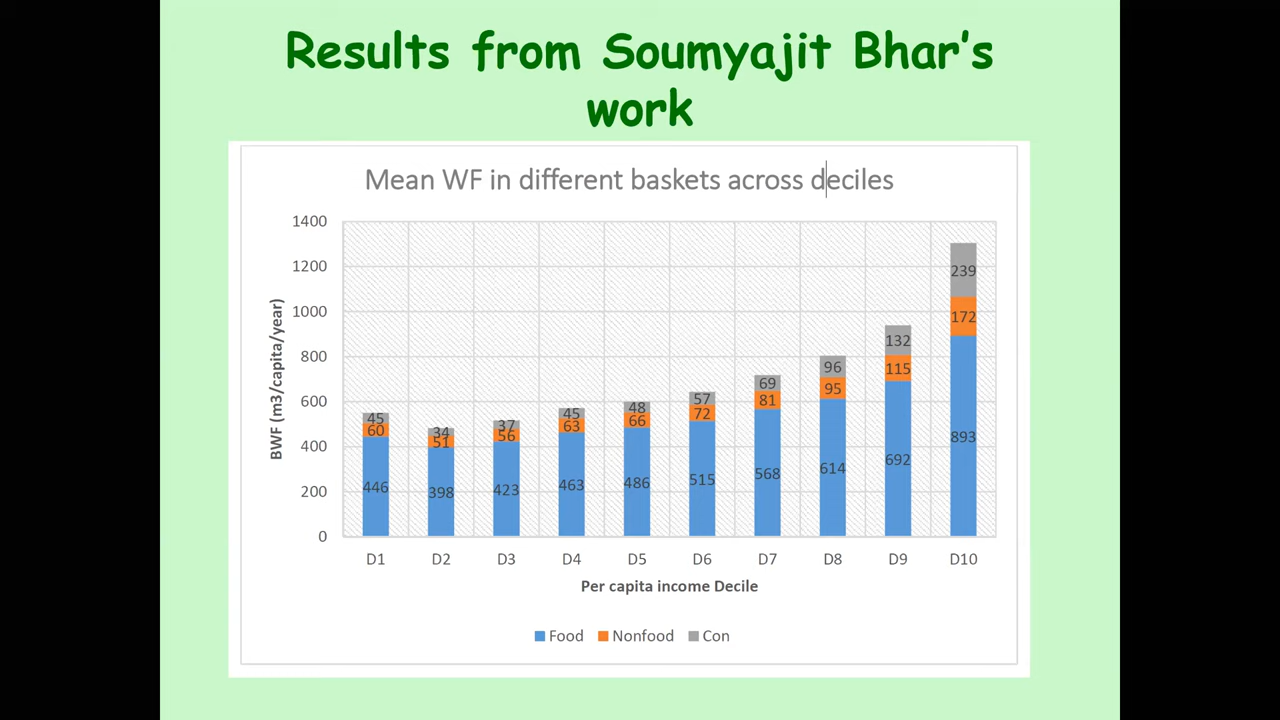 Results from Soumyajit Bhar's
work
Mean WF in different baskets across deciles
BWF (m3/capita/year)
1400
1200
1000
800
600
400
200
0
45 34 37 45 48 57 69 96 132 239
60 51 56 63 66 72 81 95 115 172
446 398 423 463 486 515 568 614 692 893
D1 D2 D3 D4 D5 D6 D7 D8 D9 D10
Per capita income Decile
Food Nonfood Con